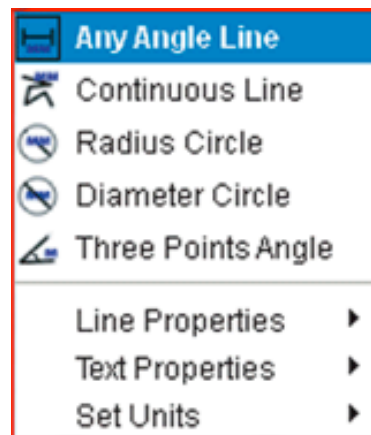 Any Angle Line
Continuous Line
Radius Circle
Diameter Circle
Three Points Angle
Line Properties
Text Properties
Set Units